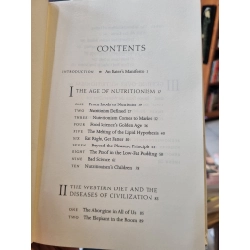 CONTENTS
INTRODUCTION An Eater's Manifesto 1
I THE AGE OF NUTRITIONISM 17
ONE From Foods to Nutrients
TWO Nutritionism Defined
THREE Nutritionism Comes to Market
FOUR Food Science's Golden Age
FIVE The Melting of the Lipid Hypothesis
SIX Eat Right, Get Fatter
SEVEN Beyond the Pleasure Principle
EIGHT The Proof in the Low-Fat Pudding
NINE Bad Science
TEN Nutritionism's Children
II THE WESTERN DIET AND THE
DISEASES OF CIVILIZATION
ONE The Aborigine in All of Us
TWO The Elephant in the Room